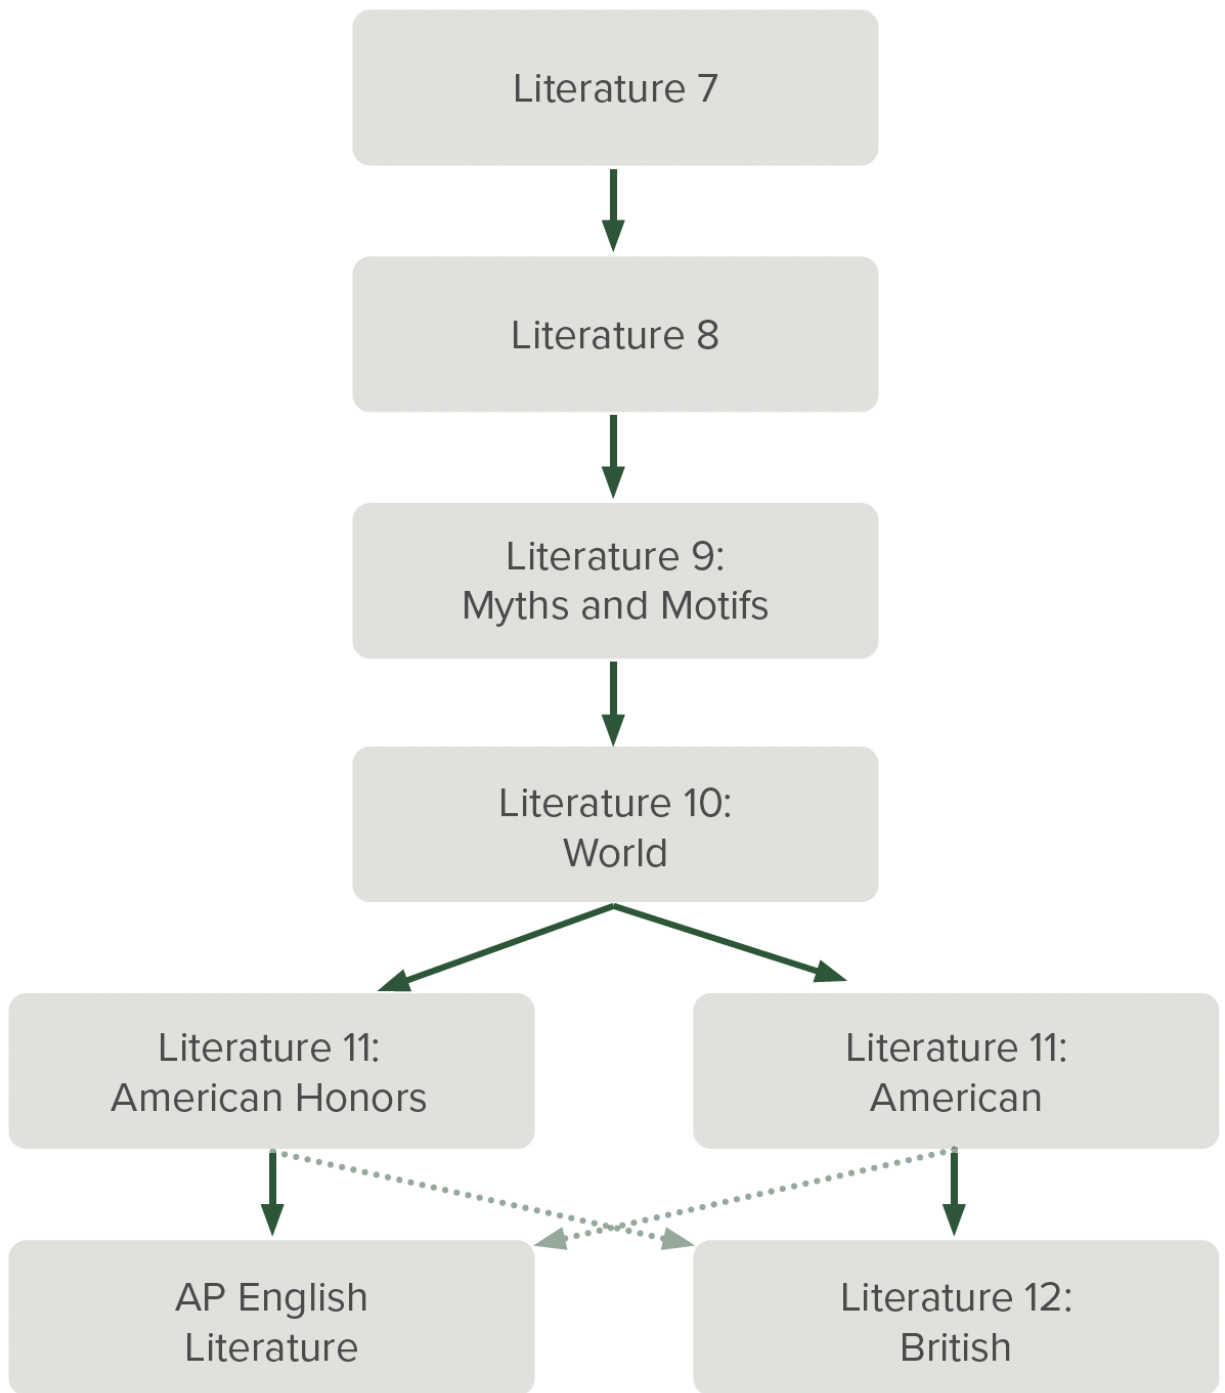 Literature 7
Literature 8
Literature 9:
Myths and Motifs
Literature 10:
World
Literature 11:
American Honors
Literature 11:
American
AP English
Literature
Literature 12:
British